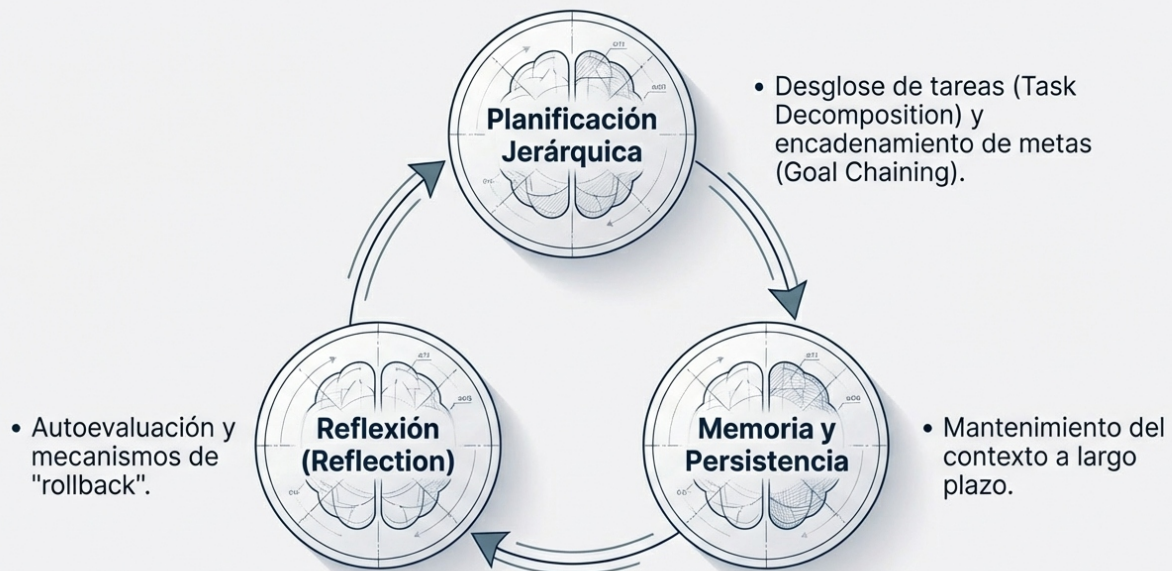 Planificación
Jerárquica
• Desglose de tareas (Task
Decomposition) y
encadenamiento de metas
(Goal Chaining).
Reflexión
(Reflection)
• Autoevaluación y
mecanismos de
"rollback".
Memoria y
Persistencia
• Mantenimiento del
contexto a largo
plazo.